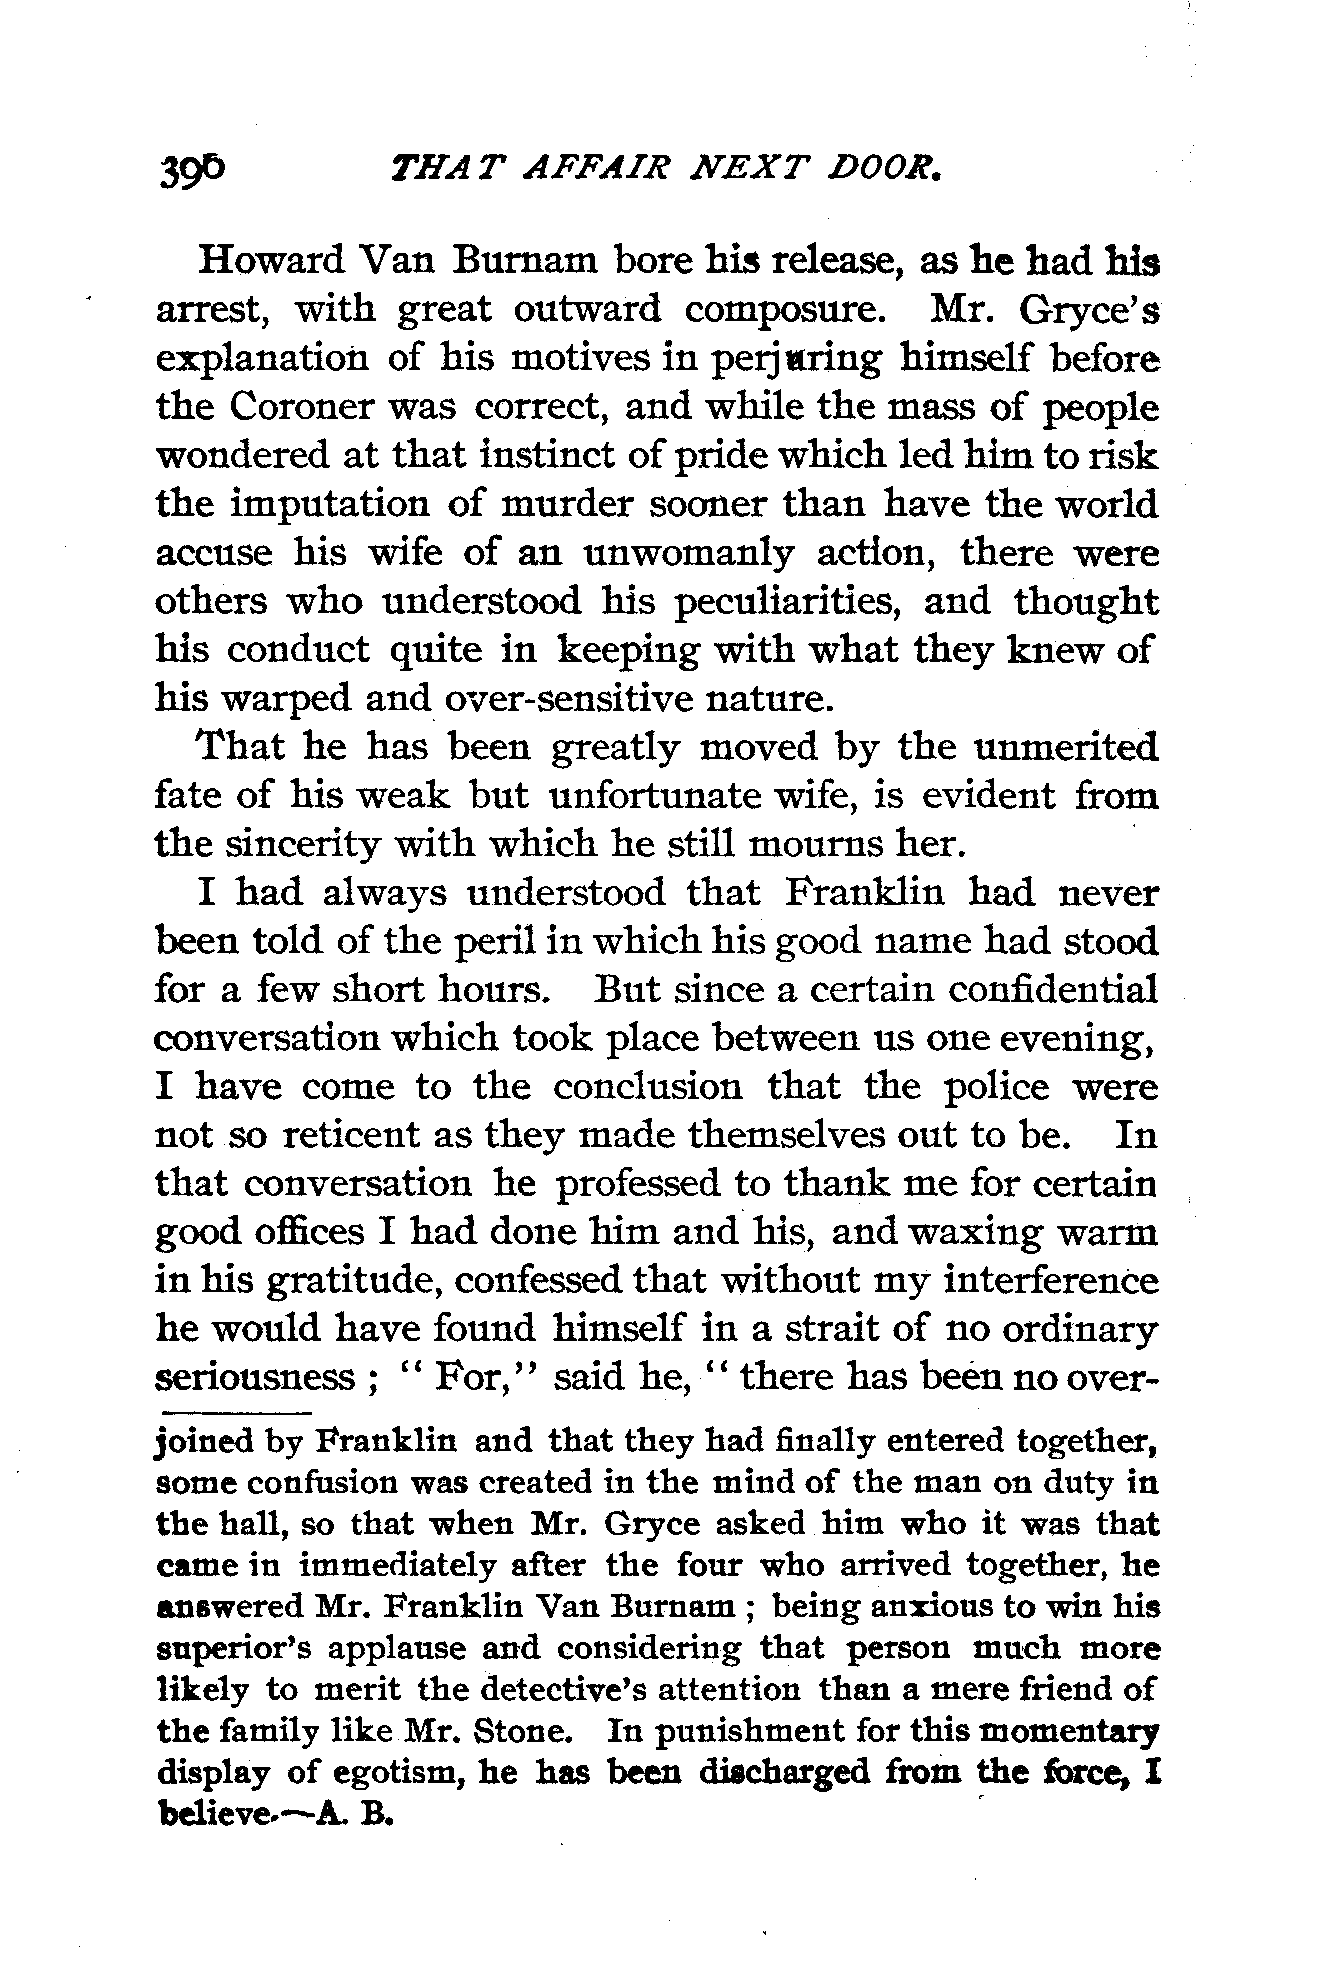 396 THAT AFFAIR NEXT DOOR.
Howard Van Burnam bore his release, as he had his
arrest, with great outward composure. Mr. Gryce's
explanation of his motives in perjuring himself before
the Coroner was correct, and while the mass of people
wondered at that instinct of pride which led him to risk
the imputation of murder sooner than have the world
accuse his wife of an unwomanly action, there were
others who understood his peculiarities, and thought
his conduct quite in keeping with what they knew of
his warped and over-sensitive nature.
That he has been greatly moved by the unmerited
fate of his weak but unfortunate wife, is evident from
the sincerity with which he still mourns her.
I had always understood that Franklin had never
been told of the peril in which his good name had stood
for a few short hours. But since a certain confidential
conversation which took place between us one evening,
I have come to the conclusion that the police were
not so reticent as they made themselves out to be. In
that conversation he professed to thank me for certain
good offices I had done him and his, and waxing warm
in his gratitude, confessed that without my interference
he would have found himself in a strait of no ordinary
seriousness ; " For," said he, " there has been no over-
joined by Franklin and that they had finally entered together,
some confusion was created in the mind of the man on duty in
the hall, so that when Mr. Gryce asked him who it was that
came in immediately after the four who arrived together, he
answered Mr. Franklin Van Burnam ; being anxious to win his
superior's applause and considering that person much more
likely to merit the detective's attention than a mere friend of
the family like Mr. Stone. In punishment for this momentary
display of egotism, he has been discharged from the force, I
believe.—A. B.